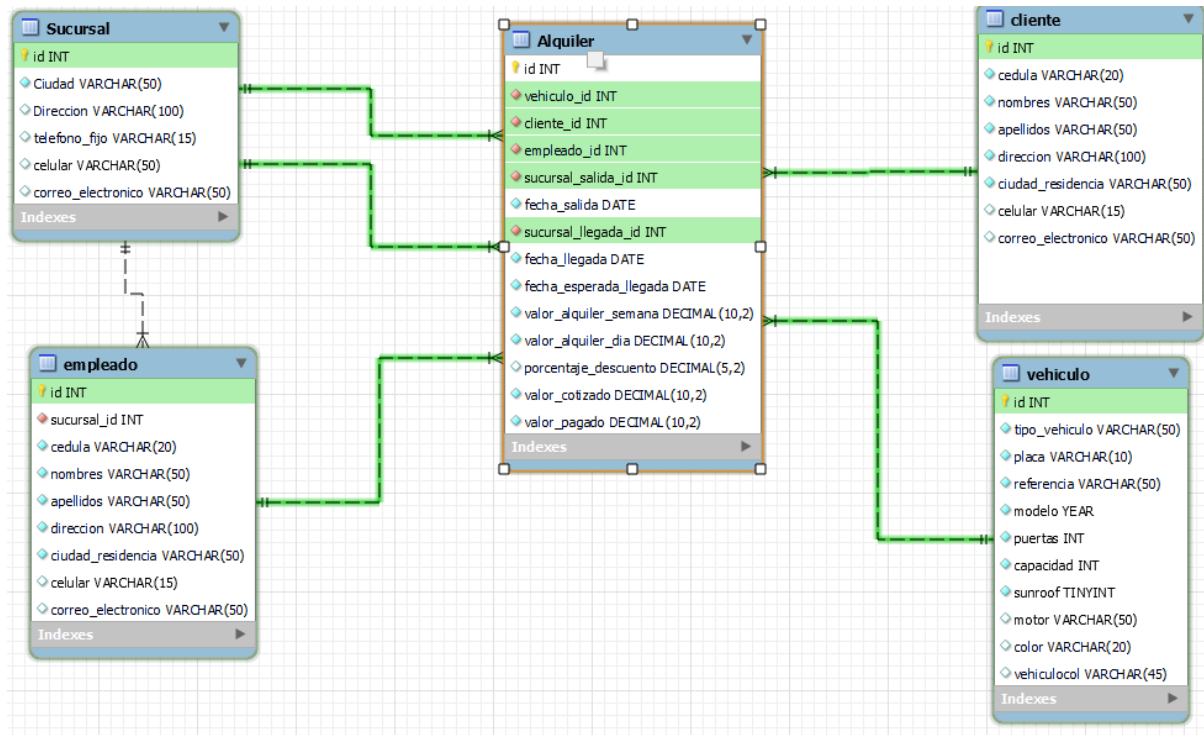 Sucursal
id INT
Ciudad VARCHAR(50)
Direccion VARCHAR(100)
telefono_fijo VARCHAR(15)
celular VARCHAR(50)
correo_electronico VARCHAR(50)
Indexes
empleado
id INT
sucursal_id INT
cedula VARCHAR(20)
nombres VARCHAR(50)
apellidos VARCHAR(50)
direccion VARCHAR(100)
ciudad_residencia VARCHAR(50)
celular VARCHAR(15)
correo_electronico VARCHAR(50)
Indexes
Alquiler
id INT
vehiculo_id INT
cliente_id INT
empleado_id INT
sucursal_salida_id INT
fecha_salida DATE
sucursal_llegada_id INT
fecha_llegada DATE
fecha_esperada_llegada DATE
valor_alquiler_semana DECIMAL(10,2)
valor_alquiler_dia DECIMAL(10,2)
porcentaje_descuento DECIMAL(5,2)
valor_cotizado DECIMAL(10,2)
valor_pagado DECIMAL(10,2)
Indexes
cliente
id INT
cedula VARCHAR(20)
nombres VARCHAR(50)
apellidos VARCHAR(50)
direccion VARCHAR(100)
ciudad_residencia VARCHAR(50)
celular VARCHAR(15)
correo_electronico VARCHAR(50)
Indexes
vehiculo
id INT
tipo_vehiculo VARCHAR(50)
placa VARCHAR(10)
referencia VARCHAR(50)
modelo YEAR
puertas INT
capacidad INT
sunroof TINYINT
motor VARCHAR(50)
color VARCHAR(20)
vehiculocol VARCHAR(45)
Indexes